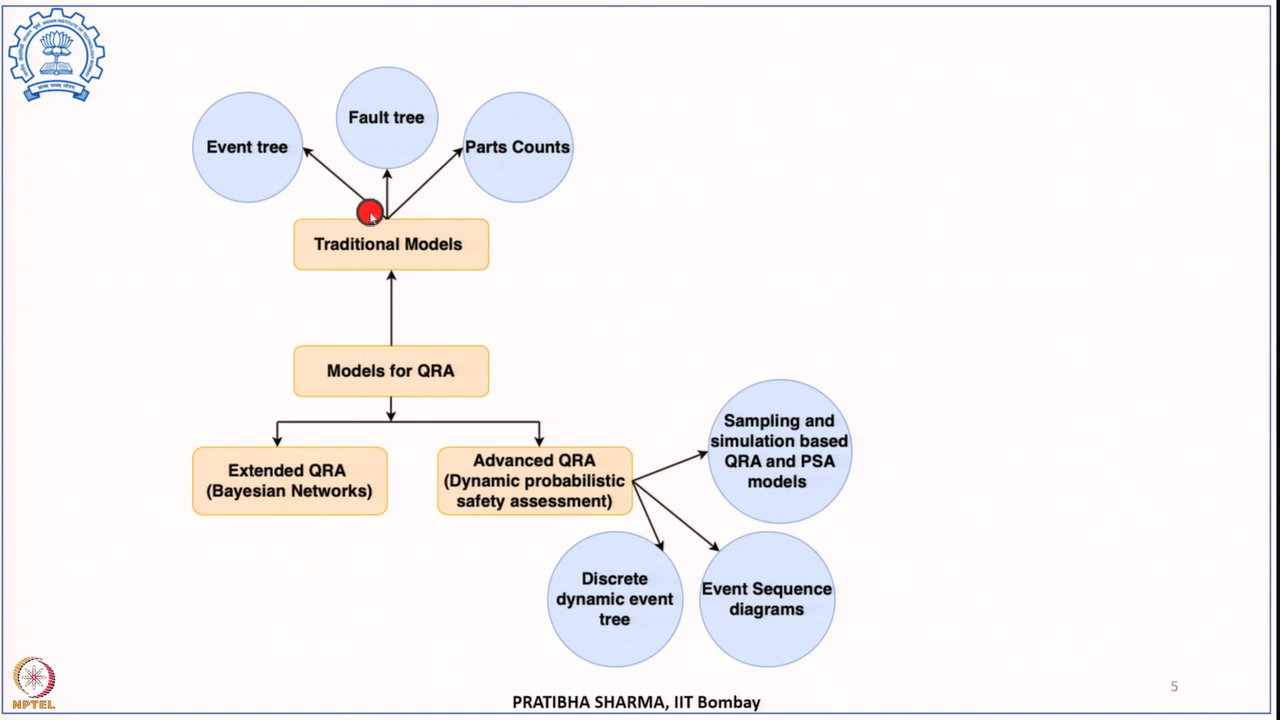 Fault tree
Event tree
Parts Counts
Traditional Models
Models for QRA
Extended QRA
(Bayesian Networks)
Advanced QRA
(Dynamic probabilistic
safety assessment)
Sampling and
simulation based
QRA and PSA
models
Discrete
dynamic event
tree
Event Sequence
diagrams
NPTEL
PRATIBHA SHARMA, IIT Bombay
5